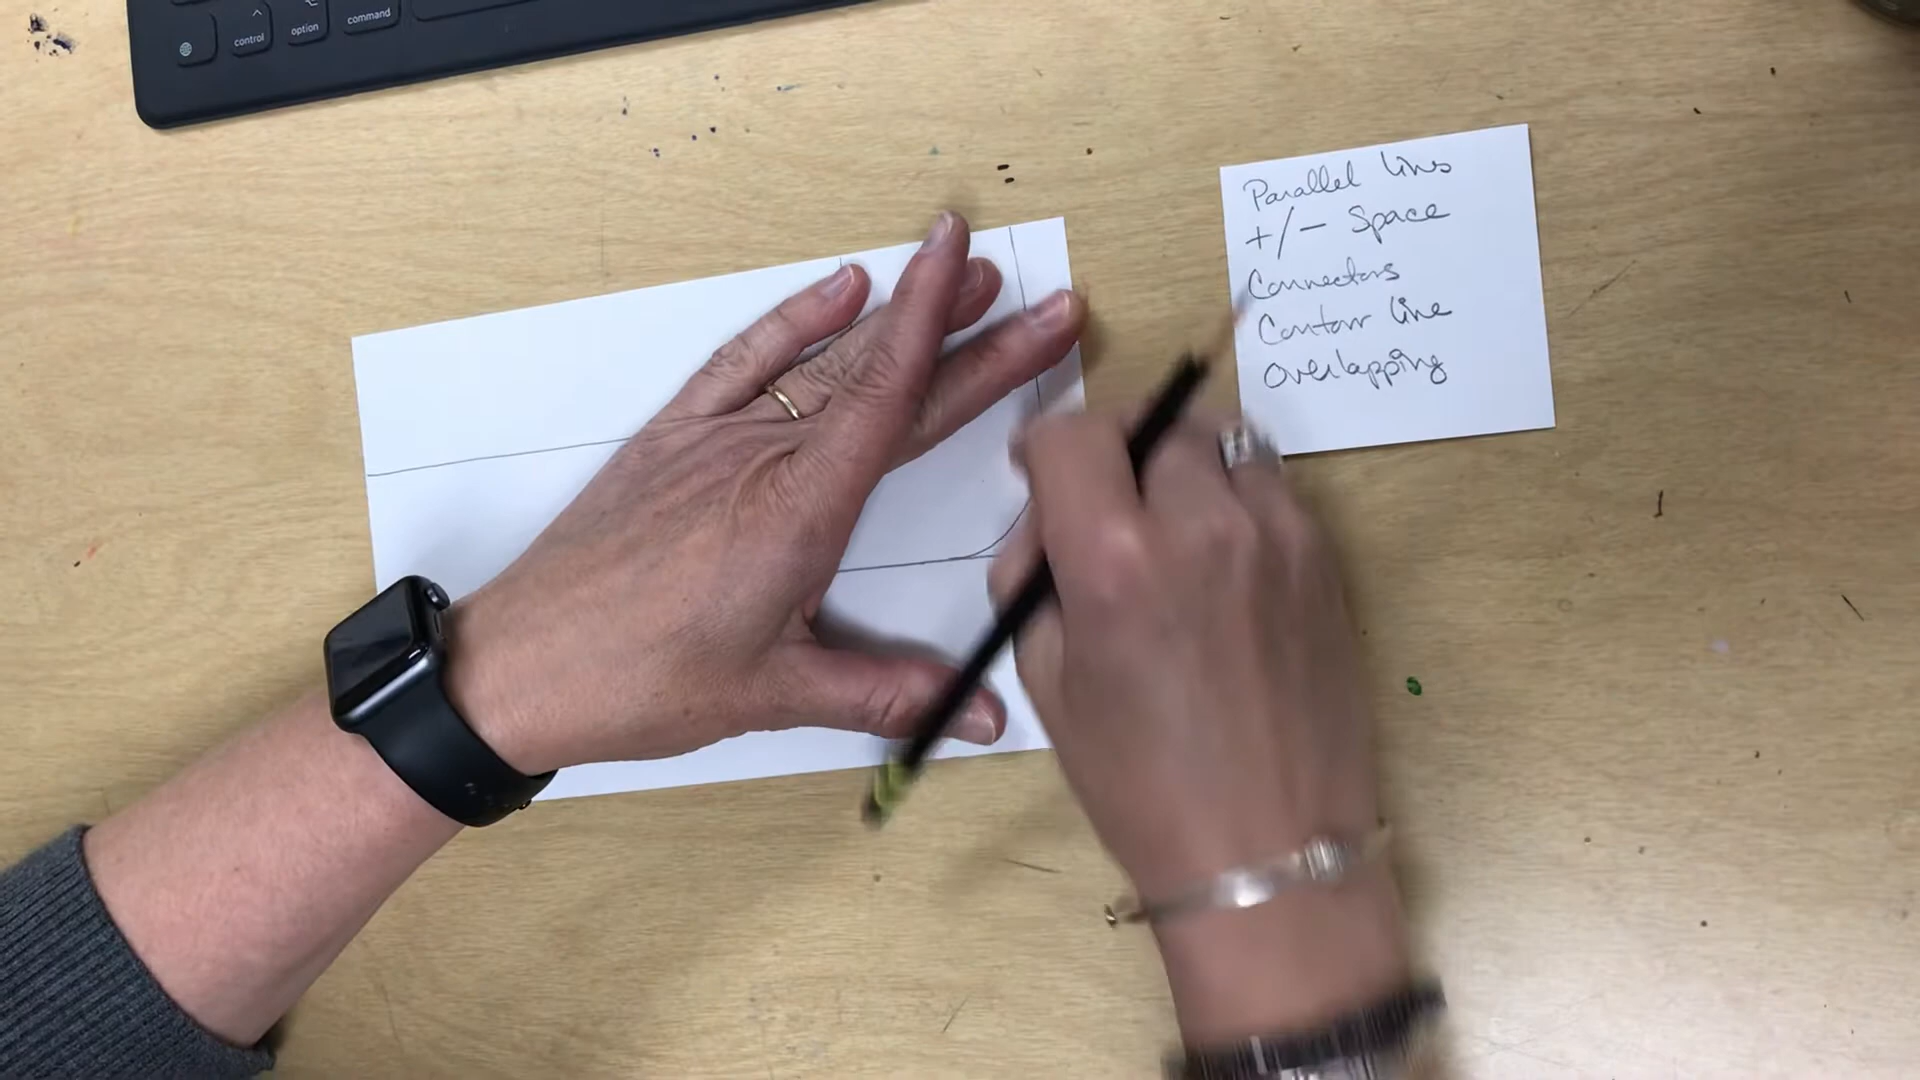 control
option
command
Parallel lines
+/- Space
Connectors
Contour line
overlapping